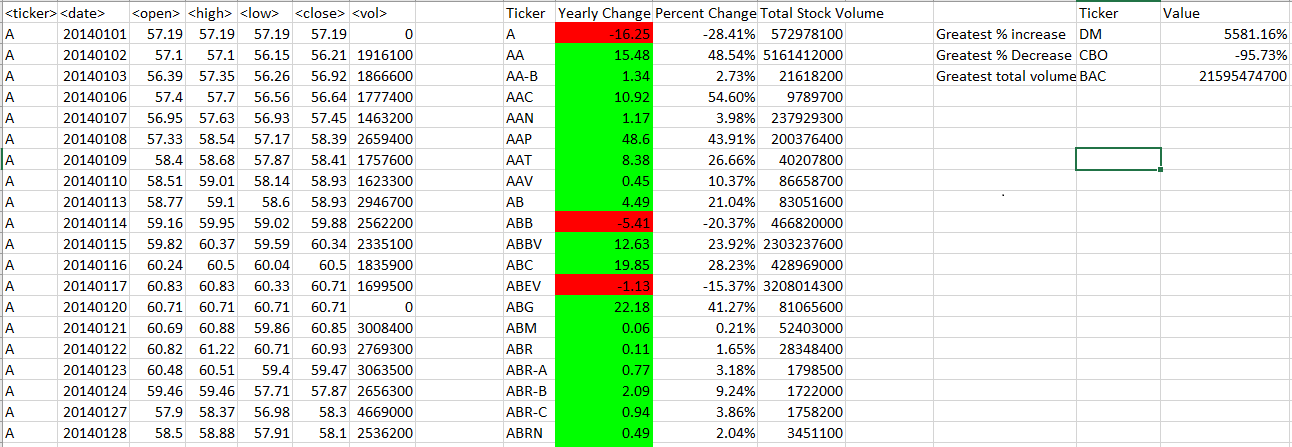 <ticker> <date> <open> <high> <low> <close> <vol> Ticker Yearly Change Percent Change Total Stock Volume Ticker Value
A 20140101 57.19 57.19 57.19 57.19 0 A -16.25 -28.41% 572978100 Greatest % increase DM 5581.16%
A 20140102 57.1 57.1 56.15 56.21 1916100 AA 15.48 48.54% 5161412000 Greatest % Decrease CBO -95.73%
A 20140103 56.39 57.35 56.26 56.92 1866600 AA-B 1.34 2.73% 21618200 Greatest total volume BAC 21595474700
A 20140106 57.4 57.7 56.56 56.64 1777400 AAC 10.92 54.60% 9789700
A 20140107 56.95 57.63 56.93 57.45 1463200 AAN 1.17 3.98% 237929300
A 20140108 57.33 58.54 57.17 58.39 2659400 AAP 48.6 43.91% 200376400
A 20140109 58.4 58.68 57.87 58.41 1757600 AAT 8.38 26.66% 40207800
A 20140110 58.51 59.01 58.14 58.93 1623300 AAV 0.45 10.37% 86658700
A 20140113 58.77 59.1 58.6 58.93 2946700 AB 4.49 21.04% 83051600
A 20140114 59.16 59.95 59.02 59.88 2562200 ABB -5.41 -20.37% 466820000
A 20140115 59.82 60.37 59.59 60.34 2335100 ABBV 12.63 23.92% 2303237600
A 20140116 60.24 60.5 60.04 60.5 1835900 ABC 19.85 28.23% 428969000
A 20140117 60.83 60.83 60.33 60.71 1699500 ABEV -1.13 -15.37% 3208014300
A 20140120 60.71 60.71 60.71 60.71 0 ABG 22.18 41.27% 81065600
A 20140121 60.69 60.88 59.86 60.85 3008400 ABM 0.06 0.21% 52403000
A 20140122 60.82 61.22 60.71 60.93 2769300 ABR 0.11 1.65% 28348400
A 20140123 60.48 60.51 59.4 59.47 3063500 ABR-A 0.77 3.18% 1798500
A 20140124 59.46 59.46 57.71 57.87 2656300 ABR-B 2.09 9.24% 1722000
A 20140127 57.9 58.37 56.98 58.3 4669000 ABR-C 0.94 3.86% 1758200
A 20140128 58.5 58.88 57.91 58.1 2536200 ABRN 0.49 2.04% 3451100